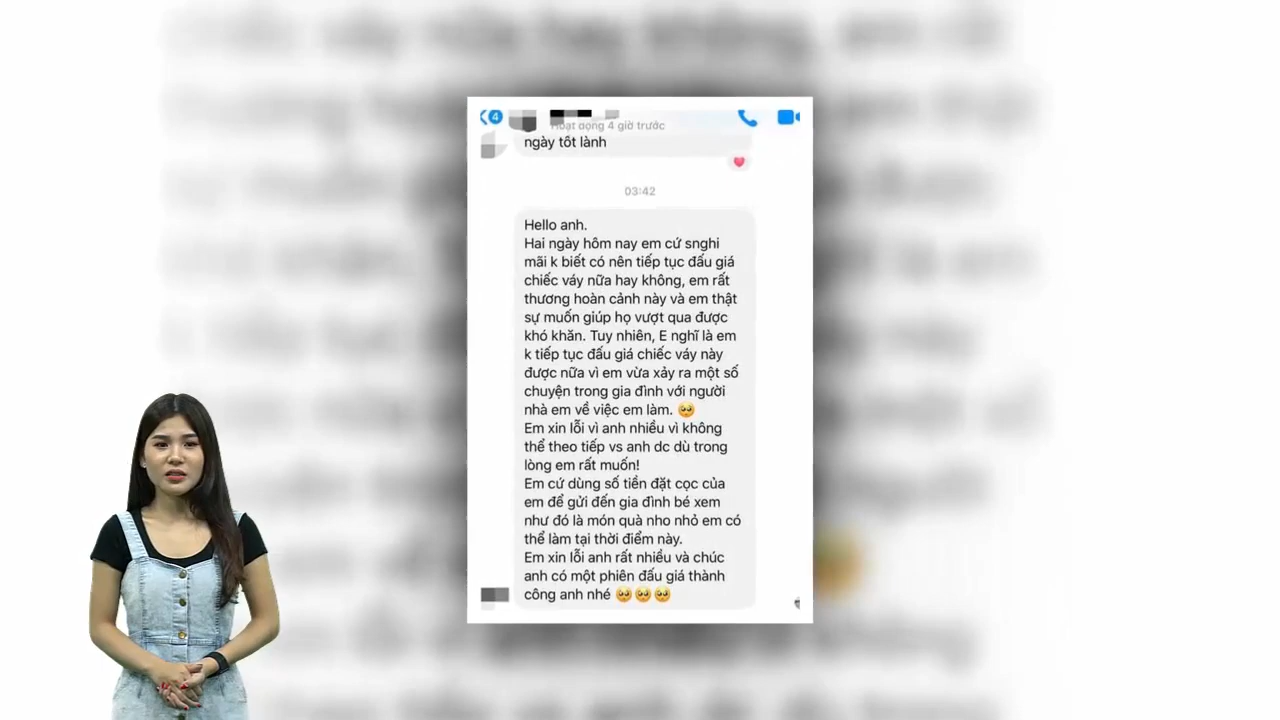 4
Hoạt động 4 giờ trước
ngày tốt lành
03:42
Hello anh.
Hai ngày hôm nay em cứ snghi
mãi k biết có nên tiếp tục đấu giá
chiếc váy nữa hay không, em rất
thương hoàn cảnh này và em thật
sự muốn giúp họ vượt qua được
khó khăn. Tuy nhiên, E nghĩ là em
k tiếp tục đấu giá chiếc váy này
được nữa vì em vừa xảy ra một số
chuyện trong gia đình với người
nhà em về việc em làm. 🥺
Em xin lỗi vì anh nhiều vì không
thể theo tiếp vs anh dc dù trong
lòng em rất muốn!
Em cứ dùng số tiền đặt cọc của
em để gửi đến gia đình bé xem
như đó là món quà nho nhỏ em có
thể làm tại thời điểm này.
Em xin lỗi anh rất nhiều và chúc
anh có một phiên đấu giá thành
công anh nhé 🥺🥺🥺